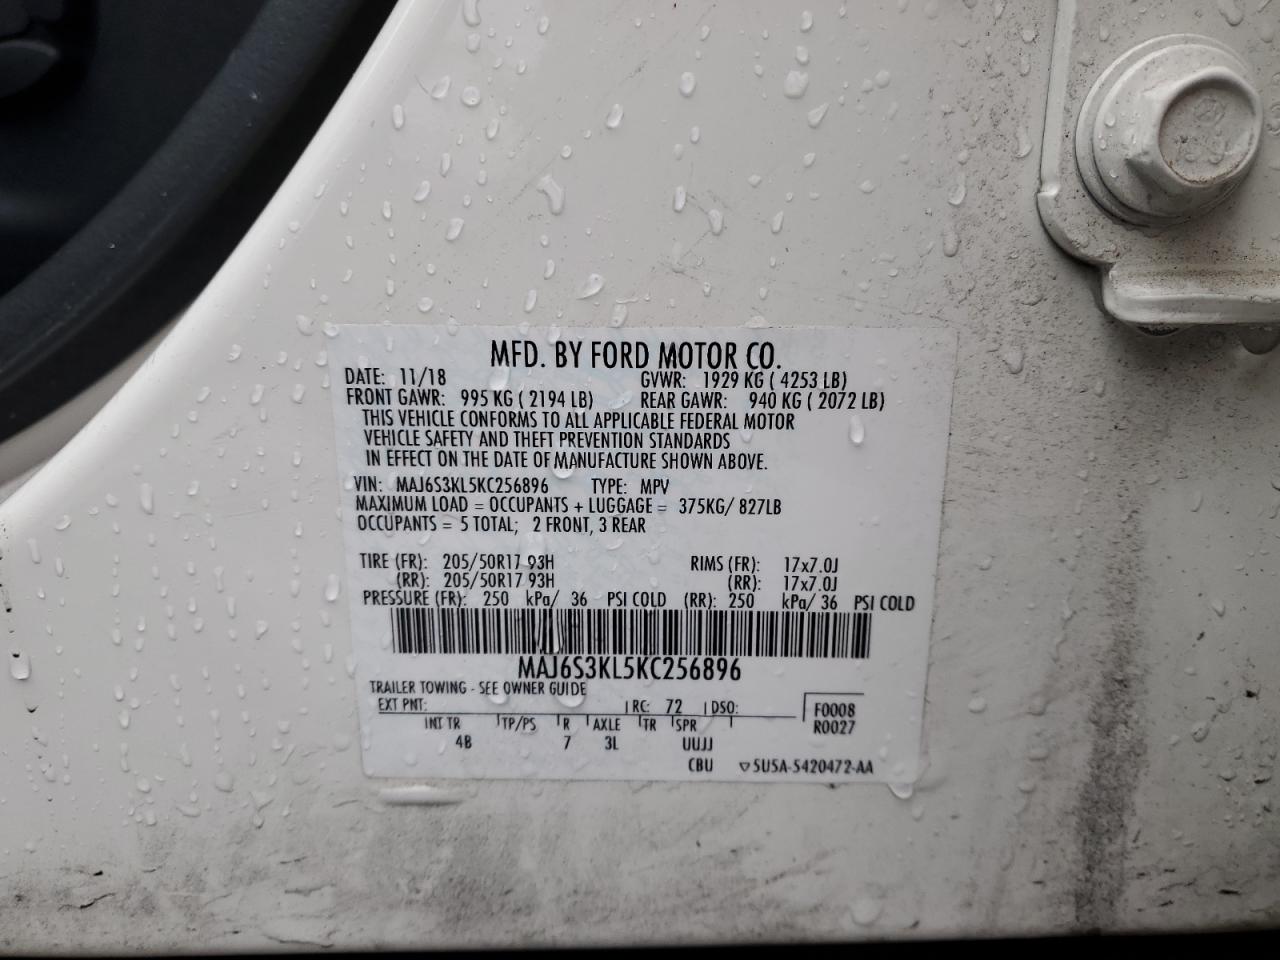 MFD. BY FORD MOTOR CO.
DATE: 11/18 GVWR: 1929 KG ( 4253 LB)
FRONT GAWR: 995 KG ( 2194 LB) REAR GAWR: 940 KG ( 2072 LB)
THIS VEHICLE CONFORMS TO ALL APPLICABLE FEDERAL MOTOR
VEHICLE SAFETY AND THEFT PREVENTION STANDARDS
IN EFFECT ON THE DATE OF MANUFACTURE SHOWN ABOVE.
VIN: MAJ6S3KL5KC256896 TYPE: MPV
MAXIMUM LOAD = OCCUPANTS + LUGGAGE = 375KG/ 827LB
OCCUPANTS = 5 TOTAL; 2 FRONT, 3 REAR
TIRE (FR): 205/50R17 93H RIMS (FR): 17x7.0J
(RR): 205/50R17 93H (RR): 17x7.0J
PRESSURE (FR): 250 kPa/ 36 PSI COLD (RR): 250 kPa/ 36 PSI COLD
MAJ6S3KL5KC256896
TRAILER TOWING - SEE OWNER GUIDE
EXT PNT: RC: 72 DSO: F0008
INT TR TP/PS R AXLE TR SPR R0027
4B 7 3L UUJJ
CBU ▽5U5A-5420472-AA